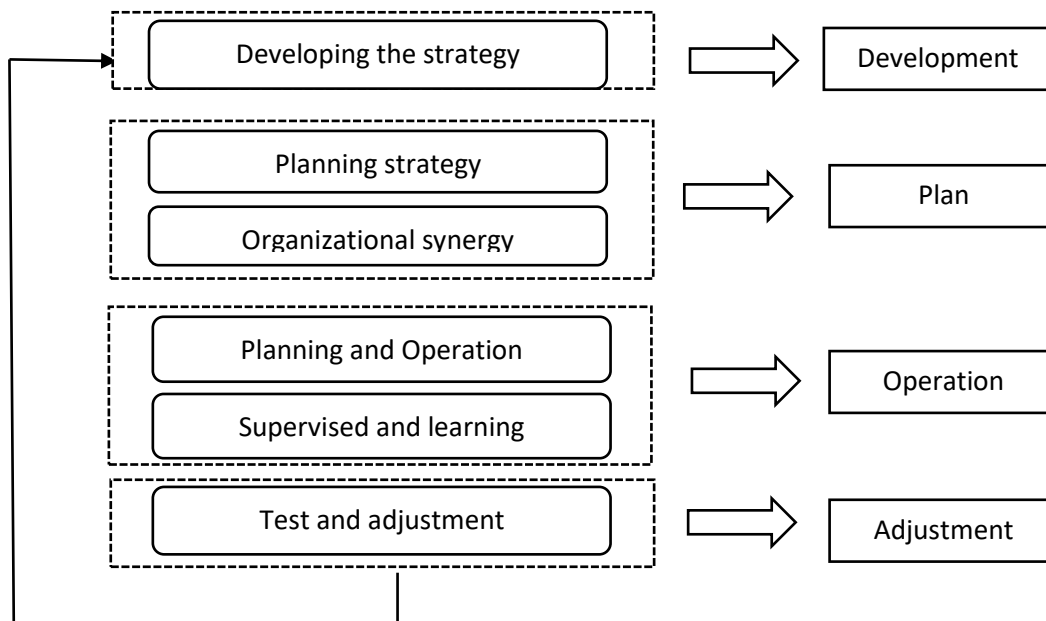 Developing the strategy
Development
Planning strategy
Plan
Organizational synergy
Planning and Operation
Operation
Supervised and learning
Test and adjustment
Adjustment